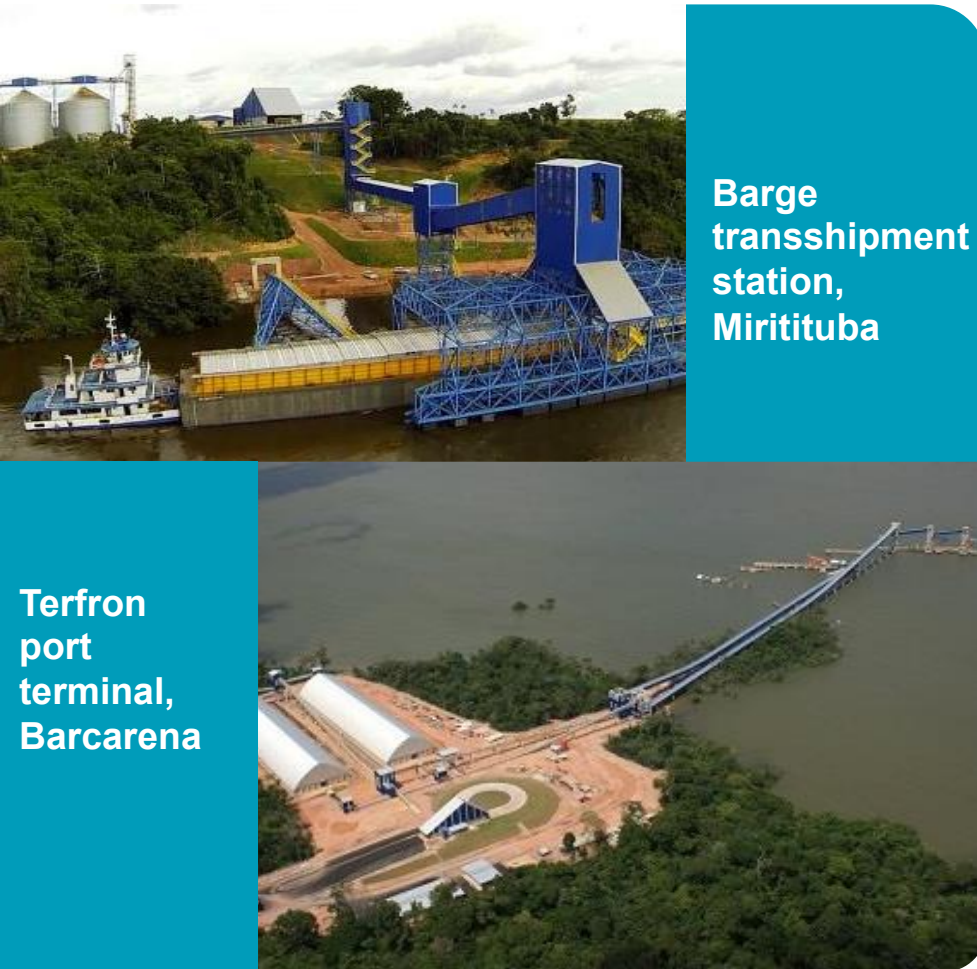 Barge
transshipment
station,
Miritituba
Terfron
port
terminal,
Barcarena